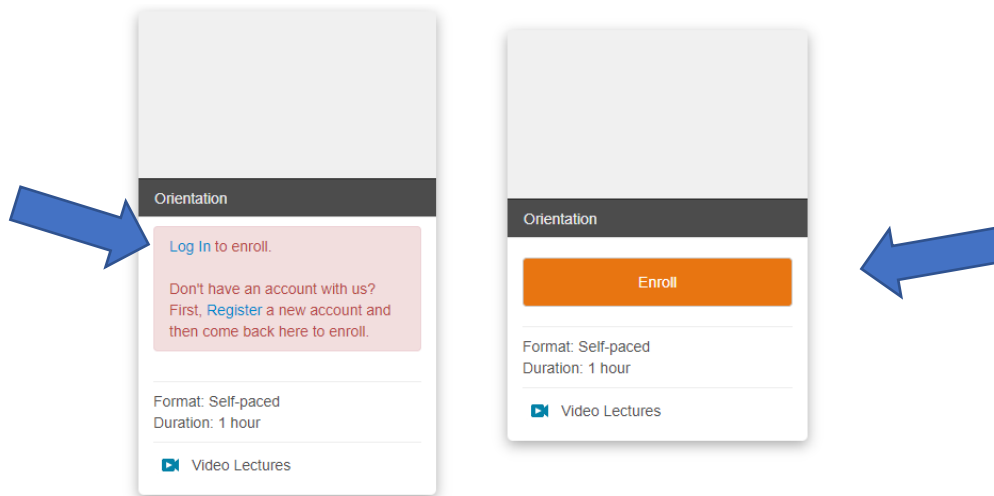 Orientation
Log In to enroll.
Don't have an account with us?
First, Register a new account and
then come back here to enroll.
Format: Self-paced
Duration: 1 hour
Video Lectures
Orientation
Enroll
Format: Self-paced
Duration: 1 hour
Video Lectures